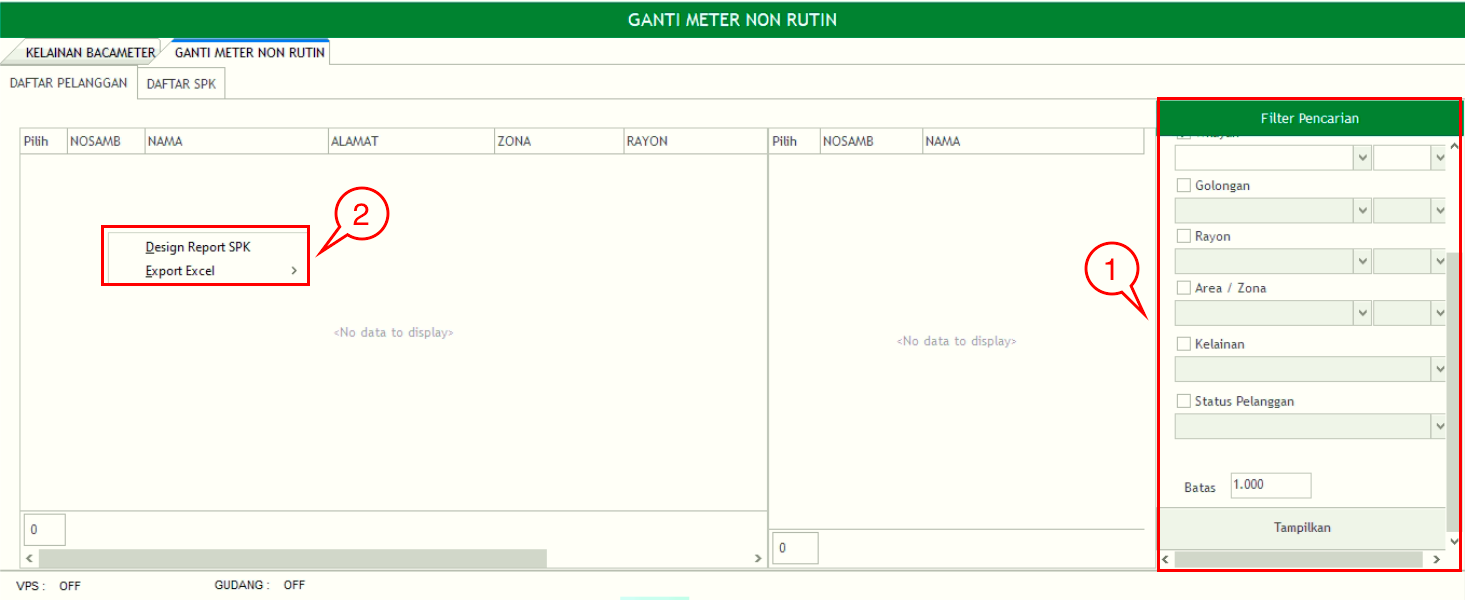 GANTI METER NON RUTIN
KELAINAN BACAMETER GANTI METER NON RUTIN
DAFTAR PELANGGAN DAFTAR SPK
Filter Pencarian
Pilih NOSAMB NAMA ALAMAT ZONA RAYON Pilih NOSAMB NAMA
Golongan
2
Design Report SPK
Rayon
Export Excel
1
Area / Zona
<No data to display>
<No data to display>
Kelainan
Status Pelanggan
Batas 1.000
0
Tampilkan
0
VPS : OFF GUDANG : OFF